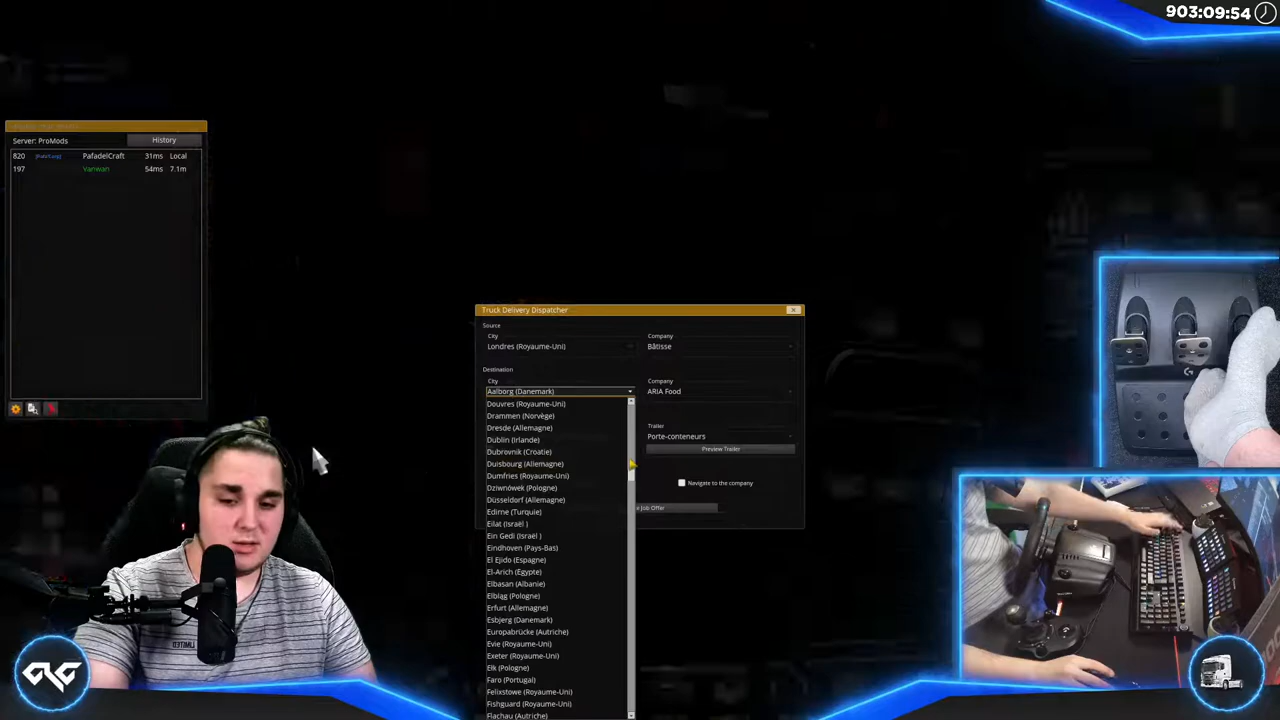 903:09:54
Server: ProMods
History
820 PafadelCraft 31ms Local
197 Vanwan 54ms 7.1m
Truck Delivery Dispatcher
Source
City
Company
Londres (Royaume-Uni)
Bâtisse
Destination
City
Company
Aalborg (Danemark)
ARIA Food
Douvres (Royaume-Uni)
Drammen (Norvège)
Dresde (Allemagne)
Dublin (Irlande)
Dubrovnik (Croatie)
Duisbourg (Allemagne)
Dumfries (Royaume-Uni)
Dziwnówek (Pologne)
Düsseldorf (Allemagne)
Edirne (Turquie)
Eilat (Israël )
Ein Gedi (Israël )
Eindhoven (Pays-Bas)
El Ejido (Espagne)
El-Arich (Égypte)
Elbasan (Albanie)
Elbląg (Pologne)
Erfurt (Allemagne)
Esbjerg (Danemark)
Europabrücke (Autriche)
Evie (Royaume-Uni)
Exeter (Royaume-Uni)
Ełk (Pologne)
Faro (Portugal)
Felixstowe (Royaume-Uni)
Fishguard (Royaume-Uni)
Flachau (Autriche)
Trailer
Porte-conteneurs
Preview Trailer
Navigate to the company
Job Offer